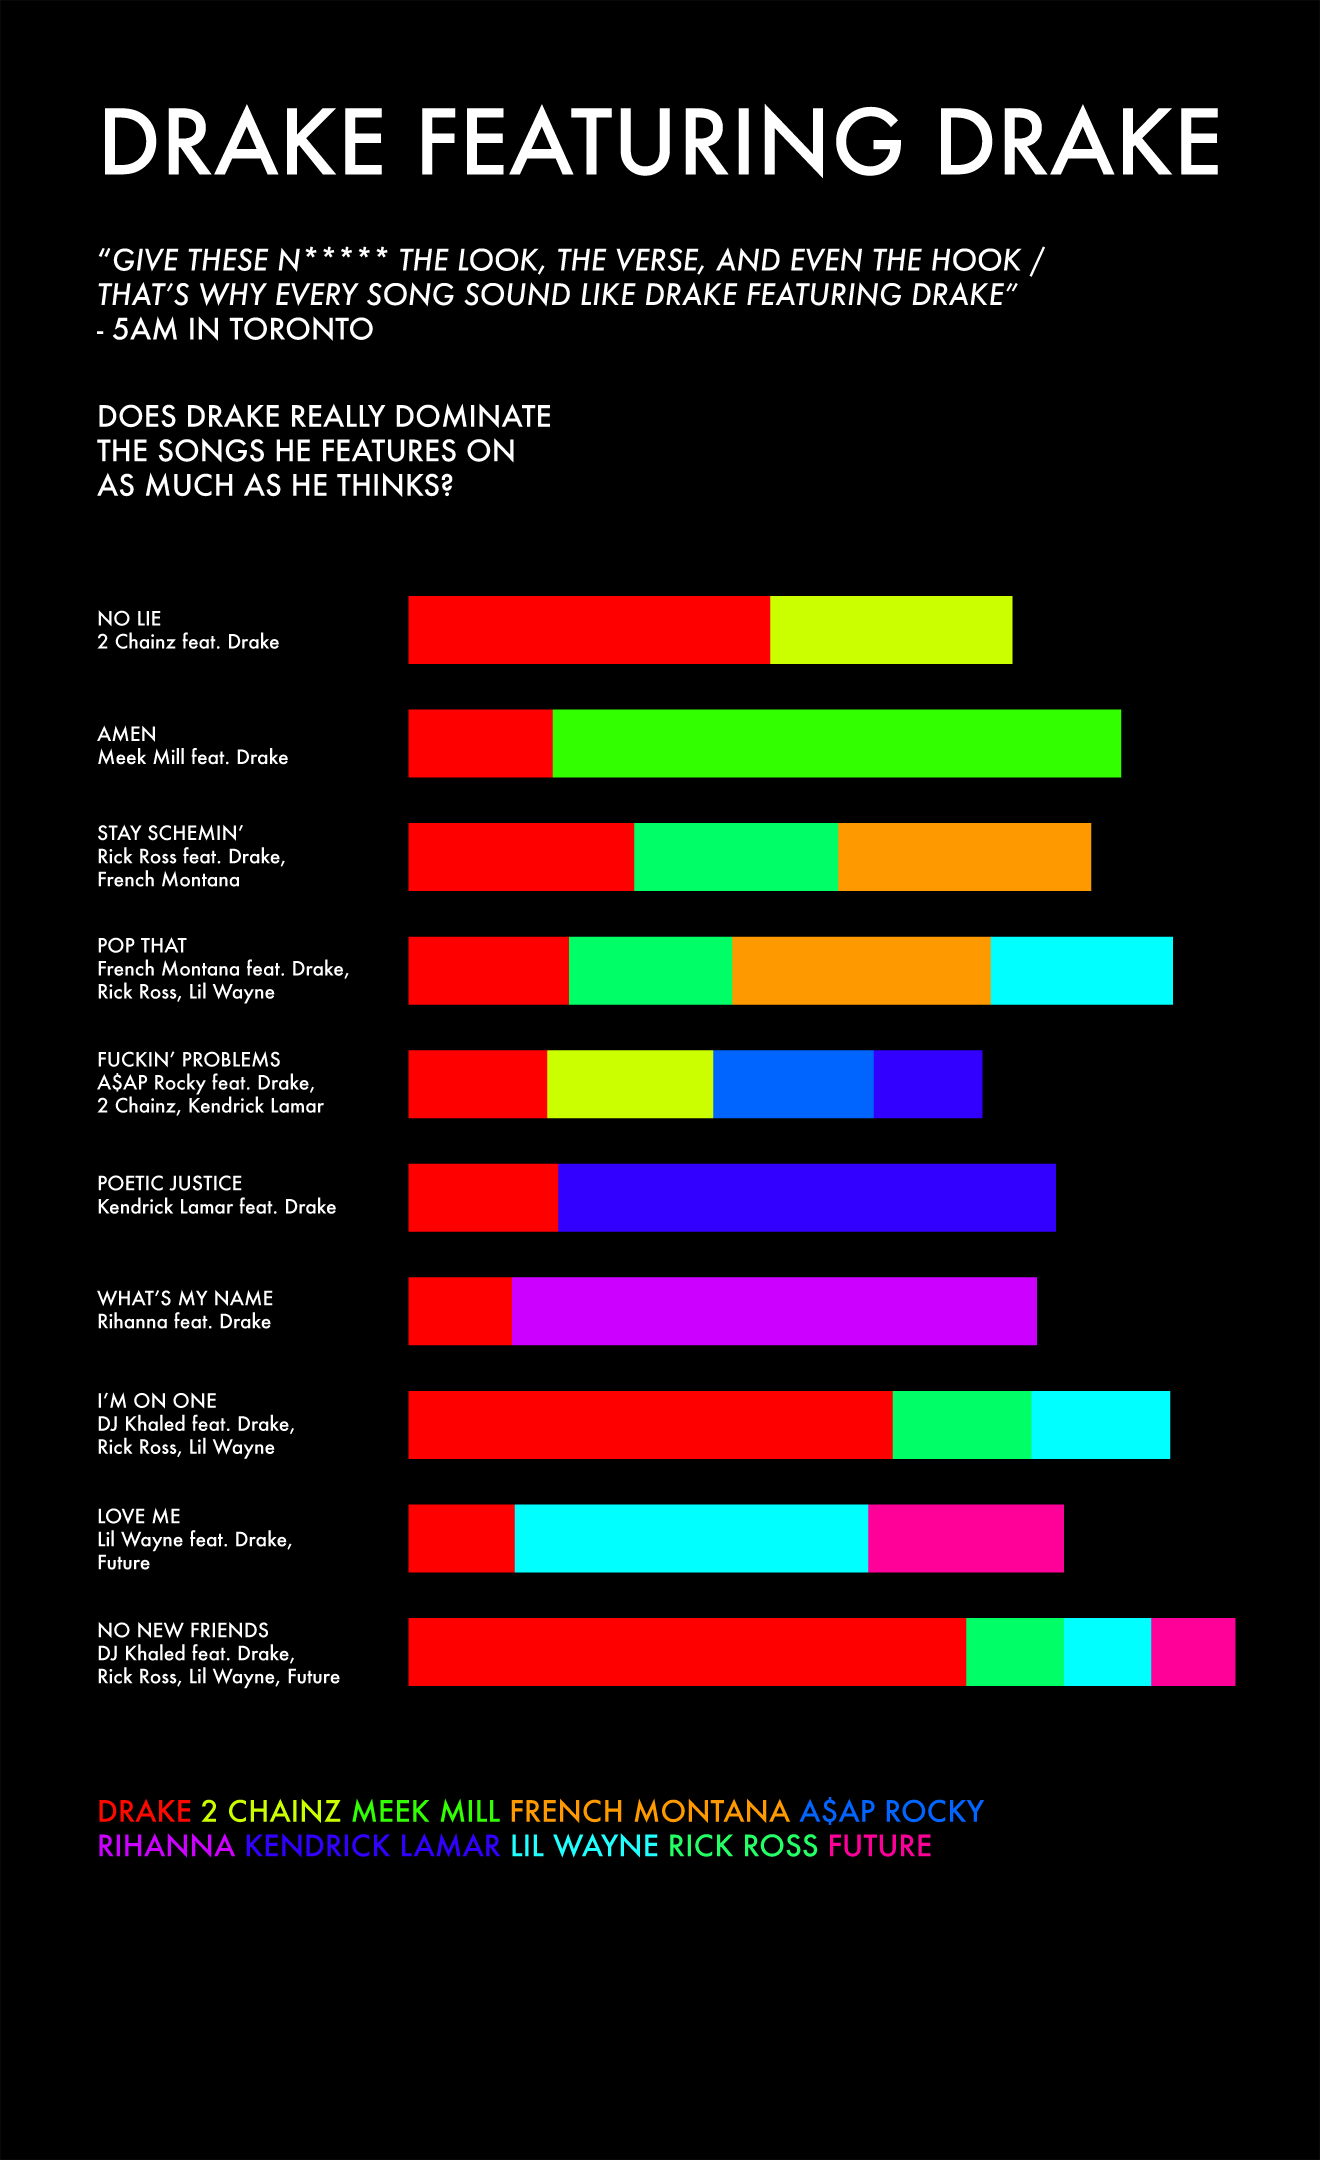 DRAKE FEATURING DRAKE
“GIVE THESE N***** THE LOOK, THE VERSE, AND EVEN THE HOOK /
THAT’S WHY EVERY SONG SOUND LIKE DRAKE FEATURING DRAKE”
- 5AM IN TORONTO
DOES DRAKE REALLY DOMINATE
THE SONGS HE FEATURES ON
AS MUCH AS HE THINKS?
NO LIE
2 Chainz feat. Drake
AMEN
Meek Mill feat. Drake
STAY SCHEMIN’
Rick Ross feat. Drake,
French Montana
POP THAT
French Montana feat. Drake,
Rick Ross, Lil Wayne
FUCKIN’ PROBLEMS
A$AP Rocky feat. Drake,
2 Chainz, Kendrick Lamar
POETIC JUSTICE
Kendrick Lamar feat. Drake
WHAT’S MY NAME
Rihanna feat. Drake
I’M ON ONE
DJ Khaled feat. Drake,
Rick Ross, Lil Wayne
LOVE ME
Lil Wayne feat. Drake,
Future
NO NEW FRIENDS
DJ Khaled feat. Drake,
Rick Ross, Lil Wayne, Future
DRAKE 2 CHAINZ MEEK MILL FRENCH MONTANA A$AP ROCKY
RIHANNA KENDRICK LAMAR LIL WAYNE RICK ROSS FUTURE